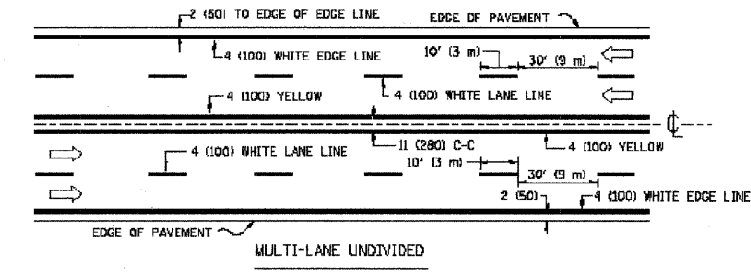 2 (50) TO EDGE OF EDGE LINE
EDGE OF PAVEMENT
4 (100) WHITE EDGE LINE
10' (3 m)
30' (9 m)
4 (100) YELLOW
4 (100) WHITE LANE LINE
4 (100) WHITE LANE LINE
11 (280) C-C
4 (100) YELLOW
10' (3 m)
30' (9 m)
2 (50)
4 (100) WHITE EDGE LINE
EDGE OF PAVEMENT
MULTI-LANE UNDIVIDED